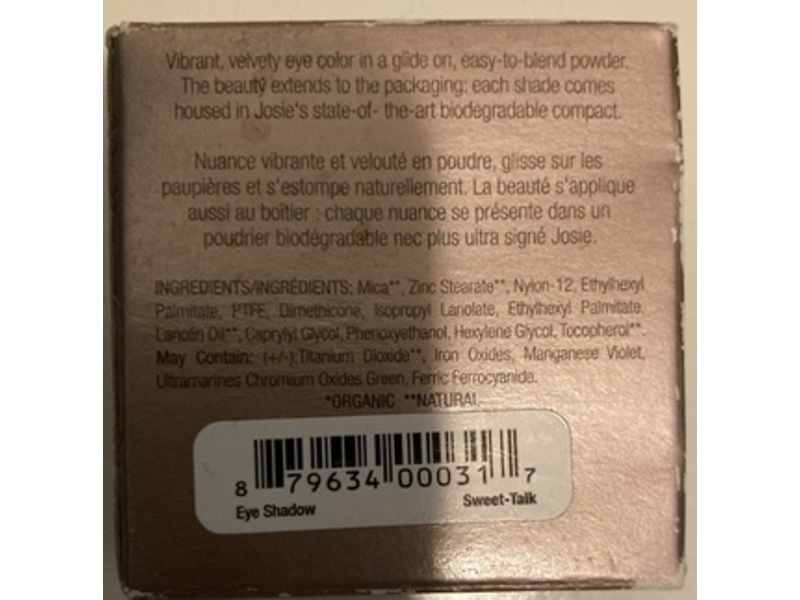 Vibrant, velvety eye color in a glide on, easy-to-blend powder.
The beauty extends to the packaging: each shade comes
housed in Josie's state-of- the-art biodegradable compact.
Nuance vibrante et velouté en poudre, glisse sur les
paupières et s'estompe naturellement. La beauté s'applique
aussi au boîtier : chaque nuance se présente dans un
poudrier biodégradable nec plus ultra signé Josie.
INGREDIENTS/INGRÉDIENTS: Mica**, Zinc Stearate**, Nylon-12, Ethylhexyl
Palmitate, PTFE, Dimethicone, Isopropyl Lanolate, Ethylhexyl Palmitate.
Lanolin Oil**, Caprylyl Glycol, Phenoxyethanol, Hexylene Glycol, Tocopherol**.
May Contain: (+/-):Titanium Dioxide**, Iron Oxides, Manganese Violet,
Ultramarines Chromium Oxides Green, Ferric Ferrocyanide.
*ORGANIC **NATURAL
8 79634 00031 7
Eye Shadow Sweet-Talk